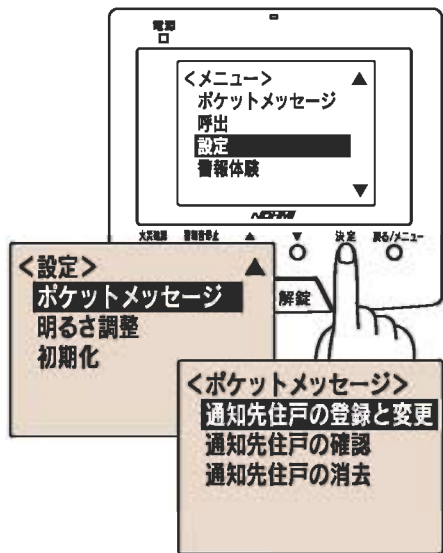 電源
<メニュー>
ポケットメッセージ
呼出
設定
警報体験
▲
▼
NOHMI
火災確認 警報音停止 ▲ ▼ 決定 戻る/メニュー
解錠
<設定> ▲
ポケットメッセージ
明るさ調整
初期化
<ポケットメッセージ>
通知先住戸の登録と変更
通知先住戸の確認
通知先住戸の消去